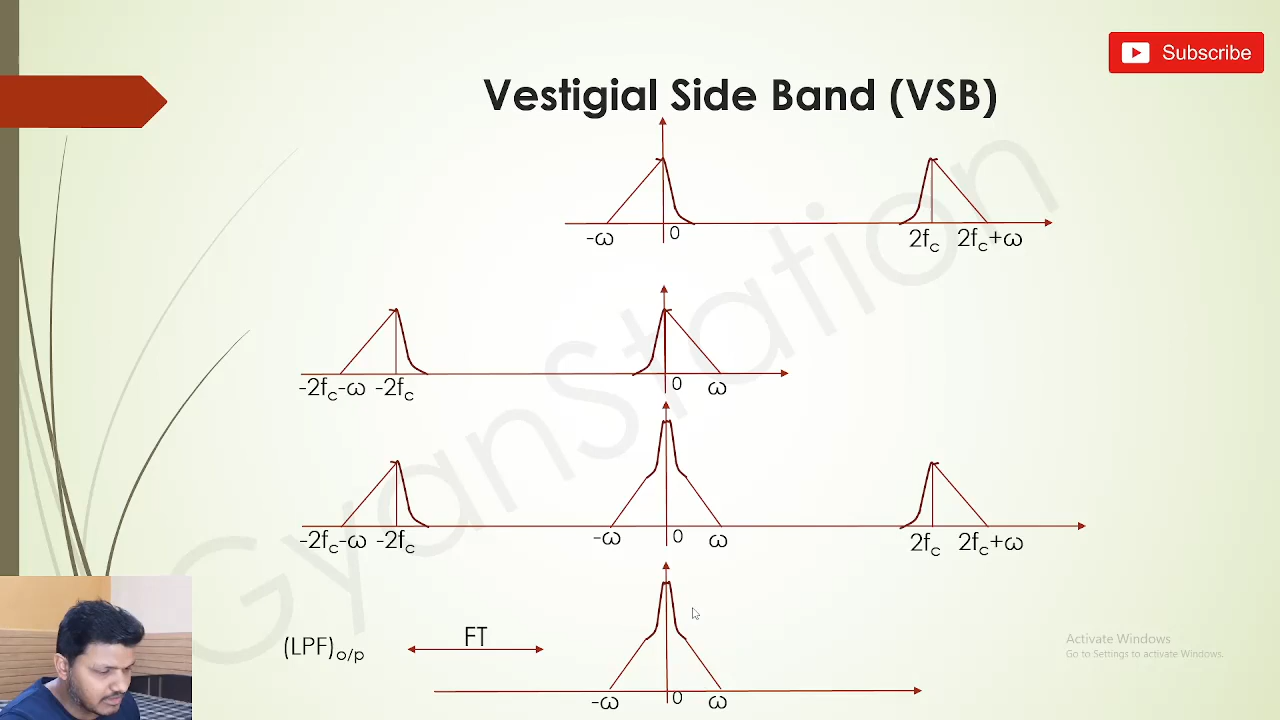 Subscribe
Vestigial Side Band (VSB)
-ω 0 2fc 2fc+ω
-2fc-ω -2fc 0 ω
-2fc-ω -2fc -ω 0 ω 2fc 2fc+ω
(LPF)o/p FT -ω 0 ω
GyanStation
Activate Windows
Go to Settings to activate Windows.